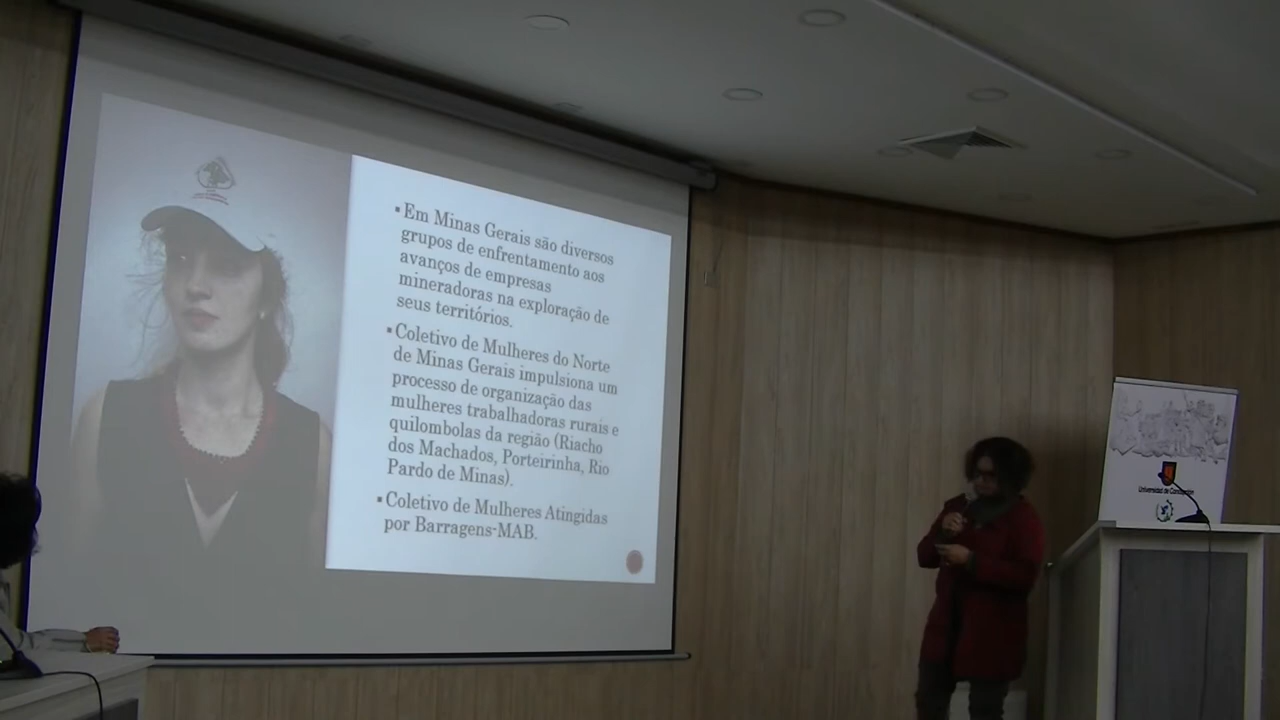 ▪Em Minas Gerais são diversos
grupos de enfrentamento aos
avanços de empresas
mineradoras na exploração de
seus territórios.
▪Coletivo de Mulheres do Norte
de Minas Gerais impulsiona um
processo de organização das
mulheres trabalhadoras rurais e
quilombolas da região (Riacho
dos Machados, Porteirinha, Rio
Pardo de Minas).
▪Coletivo de Mulheres Atingidas
por Barragens-MAB.
Universidad de Concepción